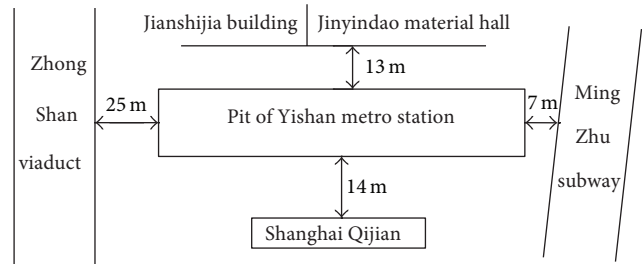 Jianshijia building
Jinyindao material hall
13 m
Zhong
Shan
viaduct
25 m
Pit of Yishan metro station
7 m
Ming
Zhu
subway
14 m
Shanghai Qijian